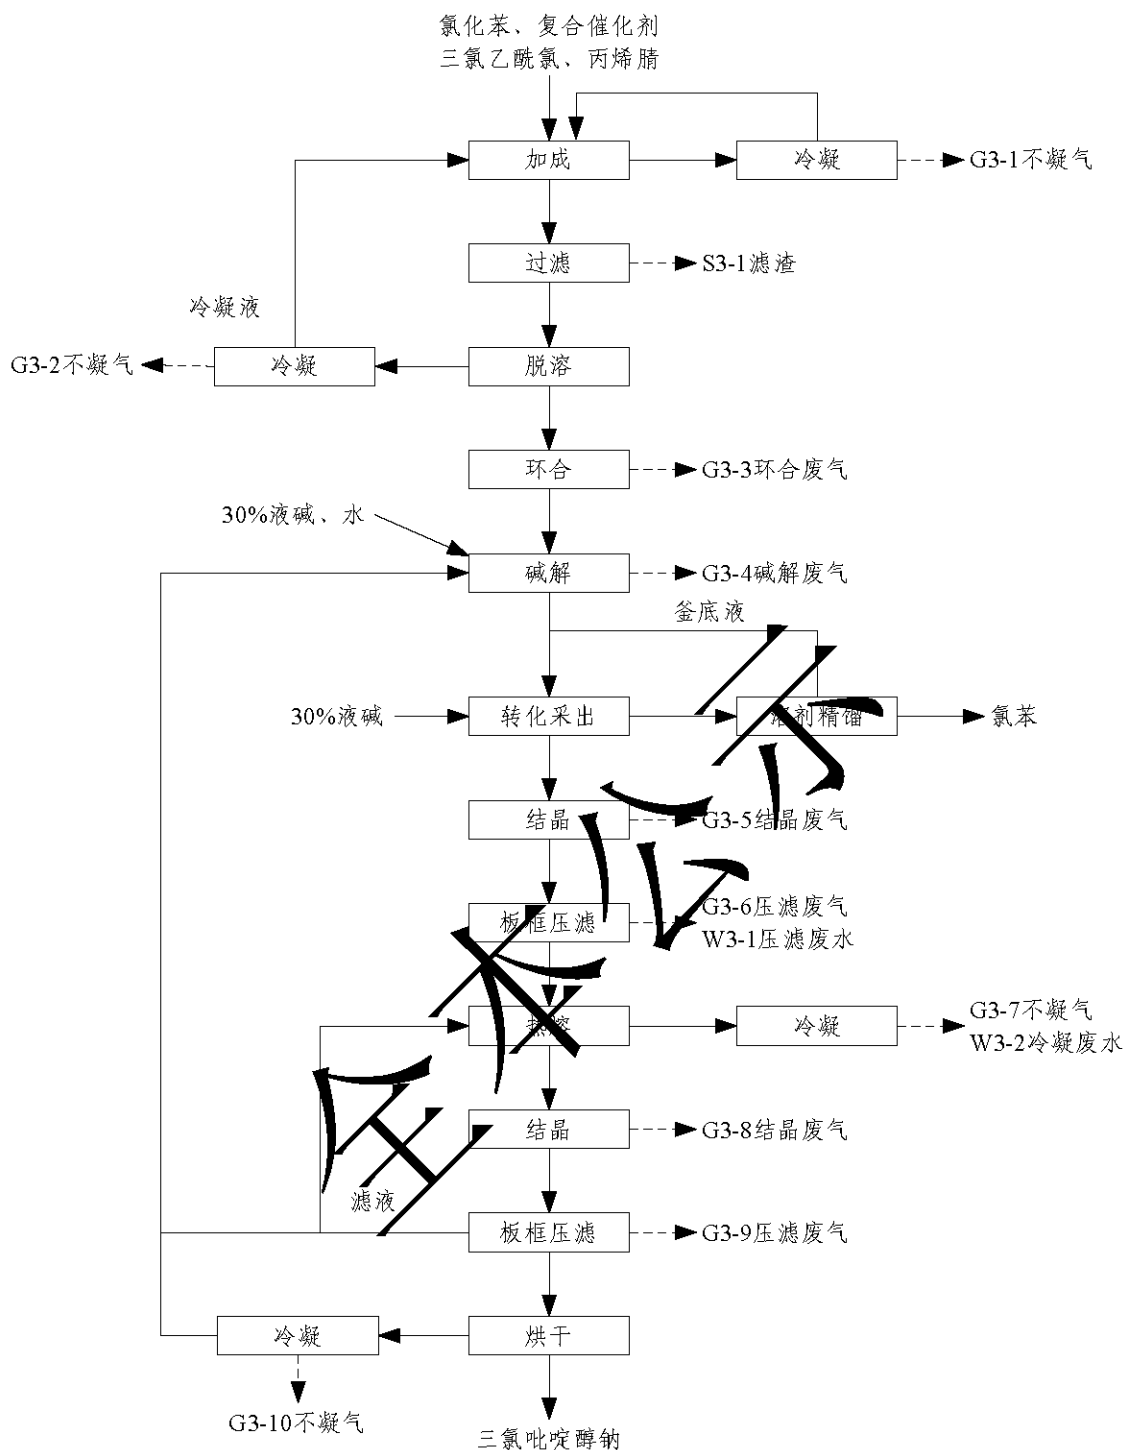 氯化苯、复合催化剂
三氯乙酰氯、丙烯腈
加成
冷凝
G3-1不凝气
过滤
S3-1滤渣
冷凝液
G3-2不凝气
冷凝
脱溶
环合
G3-3环合废气
30%液碱、水
碱解
G3-4碱解废气
釜底液
30%液碱
转化采出
溶剂精馏
氯苯
结晶
G3-5结晶废气
板框压滤
G3-6压滤废气
W3-1压滤废水
热溶
冷凝
G3-7不凝气
W3-2冷凝废水
结晶
G3-8结晶废气
滤液
板框压滤
G3-9压滤废气
冷凝
烘干
G3-10不凝气
三氯吡啶醇钠